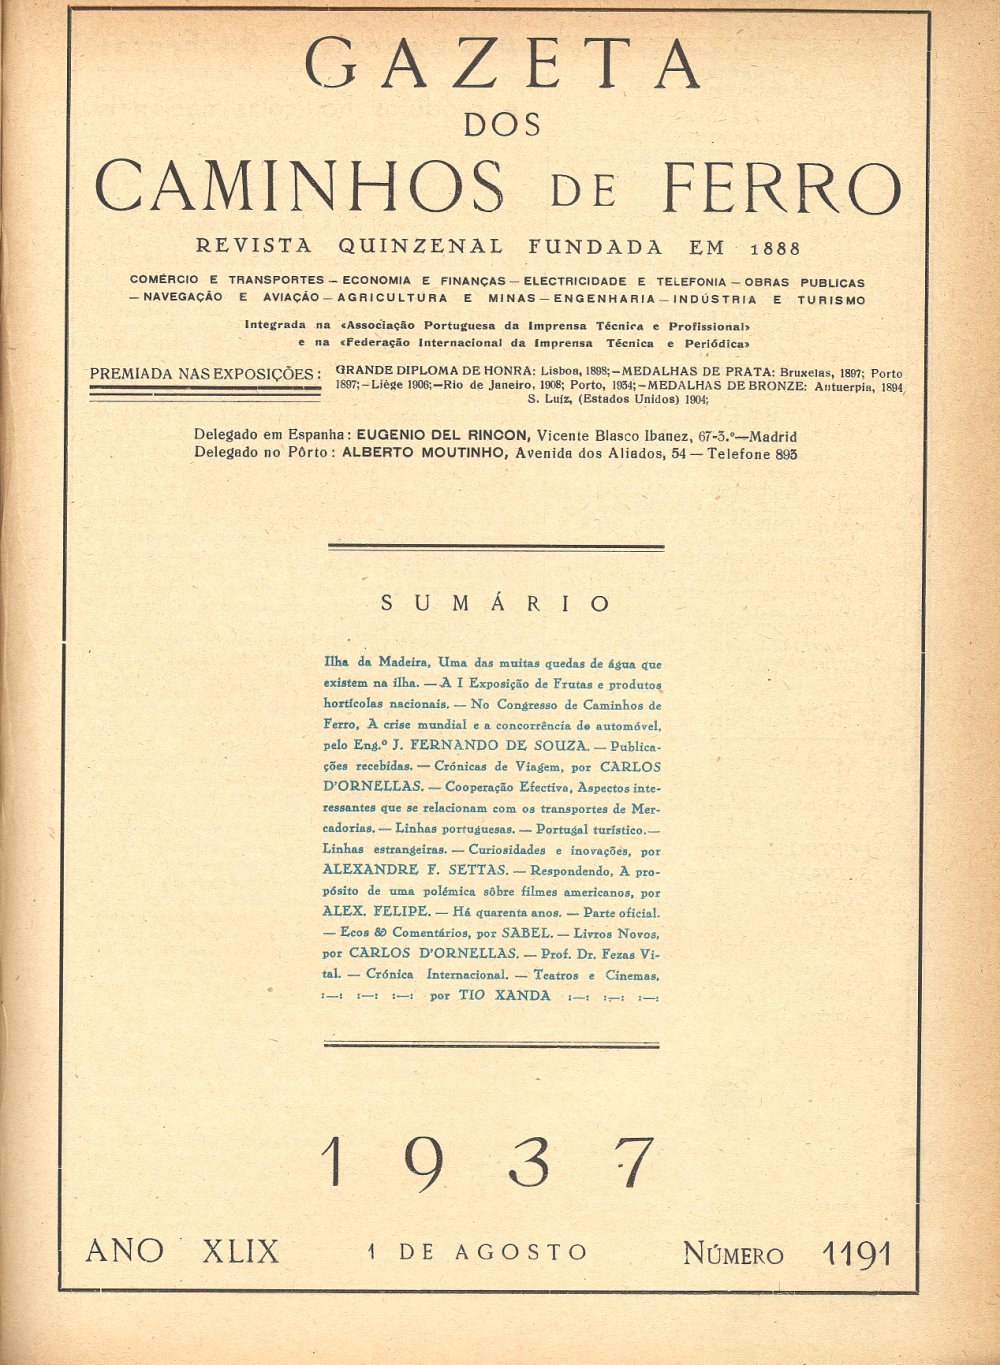 GAZETA
DOS
CAMINHOS DE FERRO
REVISTA QUINZENAL FUNDADA EM 1888
COMÉRCIO E TRANSPORTES — ECONOMIA E FINANÇAS — ELECTRICIDADE E TELEFONIA — OBRAS PUBLICAS
— NAVEGAÇÃO E AVIAÇÃO — AGRICULTURA E MINAS — ENGENHARIA — INDÚSTRIA E TURISMO
Integrada na «Associação Portuguesa da Imprensa Técnica e Profissional»
e na «Federação Internacional da Imprensa Técnica e Periódica»
PREMIADA NAS EXPOSIÇÕES:
GRANDE DIPLOMA DE HONRA: Lisboa, 1898;—MEDALHAS DE PRATA: Bruxelas, 1897; Porto
1897;—Liège 1906;—Rio de Janeiro, 1908; Porto, 1934;—MEDALHAS DE BRONZE: Antuerpia, 1894,
S. Luiz, (Estados Unidos) 1904;
Delegado em Espanha: EUGENIO DEL RINCON, Vicente Blasco Ibanez, 67-3.º—Madrid
Delegado no Pôrto: ALBERTO MOUTINHO, Avenida dos Aliados, 54 — Telefone 893
SUMÁRIO
Ilha da Madeira, Uma das muitas quedas de água que
existem na ilha. — A I Exposição de Frutas e produtos
hortícolas nacionais. — No Congresso de Caminhos de
Ferro, A crise mundial e a concorrência do automóvel,
pelo Eng.º J. FERNANDO DE SOUZA. — Publica-
ções recebidas. — Crónicas de Viagem, por CARLOS
D'ORNELLAS. — Cooperação Efectiva, Aspectos inte-
ressantes que se relacionam com os transportes de Mer-
cadorias. — Linhas portuguesas. — Portugal turístico.—
Linhas estrangeiras. — Curiosidades e inovações, por
ALEXANDRE F. SETTAS. — Respondendo, A pro-
pósito de uma polémica sôbre filmes americanos, por
ALEX. FELIPE. — Há quarenta anos. — Parte oficial.
— Ecos & Comentários, por SABEL. — Livros Novos,
por CARLOS D'ORNELLAS. — Prof. Dr. Fezas Vi-
tal. — Crónica Internacional. — Teatros e Cinemas,
:—: :—: :—: por TIO XANDA :—: :—: :—:
1937
ANO XLIX 1 DE AGOSTO NÚMERO 1191